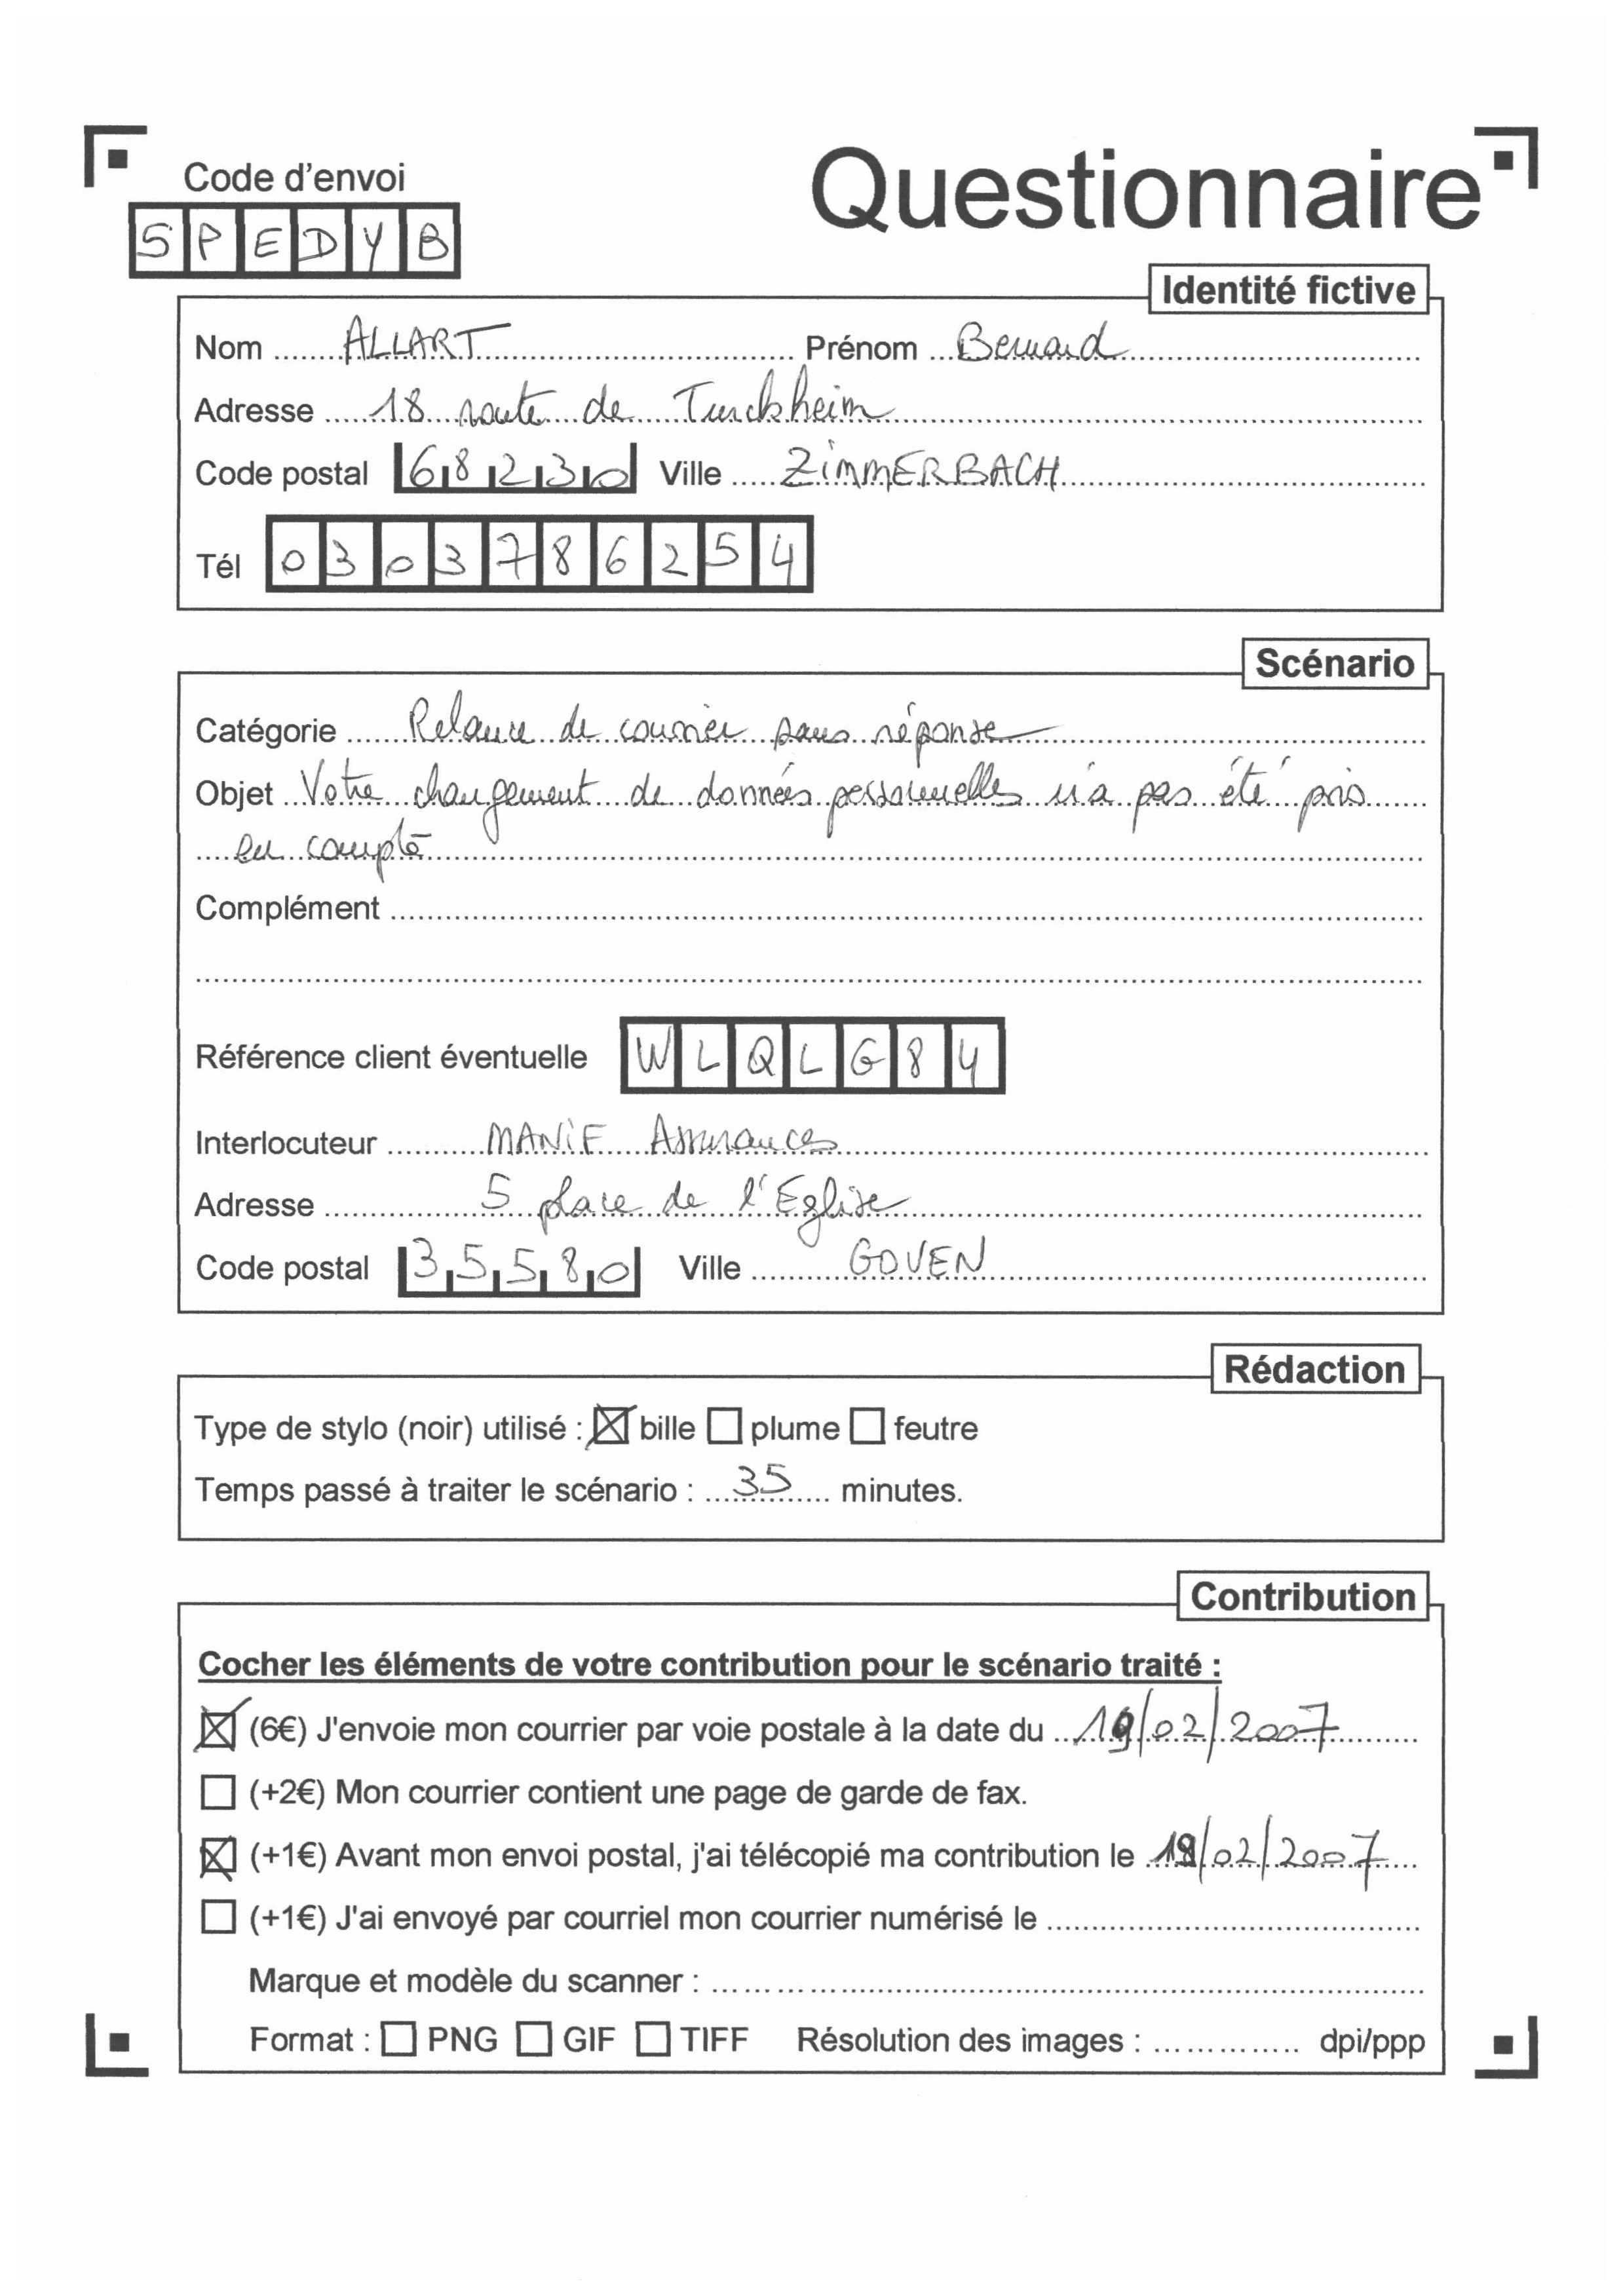 Code d'envoi
Questionnaire
SPEDYB
Identité fictive
Nom ALLART Prénom Bernard
Adresse 18 route de Turckheim
Code postal 68230 Ville ZIMMERBACH
Tél 0303786254
Scénario
Catégorie Relance de courrier sans réponse
Objet Votre changement de données personnelles n'a pas été pris
en compte
Complément
Référence client éventuelle WLQLG84
Interlocuteur MANIF Assurances
Adresse 5 place de l'Eglise
Code postal 35580 Ville GOVEN
Rédaction
Type de stylo (noir) utilisé : bille plume feutre
Temps passé à traiter le scénario : 35 minutes.
Contribution
Cocher les éléments de votre contribution pour le scénario traité :
(6€) J'envoie mon courrier par voie postale à la date du 19/02/2007
(+2€) Mon courrier contient une page de garde de fax.
(+1€) Avant mon envoi postal, j'ai télécopié ma contribution le /02/2007
(+1€) J'ai envoyé par courriel mon courrier numérisé le
Marque et modèle du scanner :
Format : PNG GIF TIFF Résolution des images : dpi/ppp